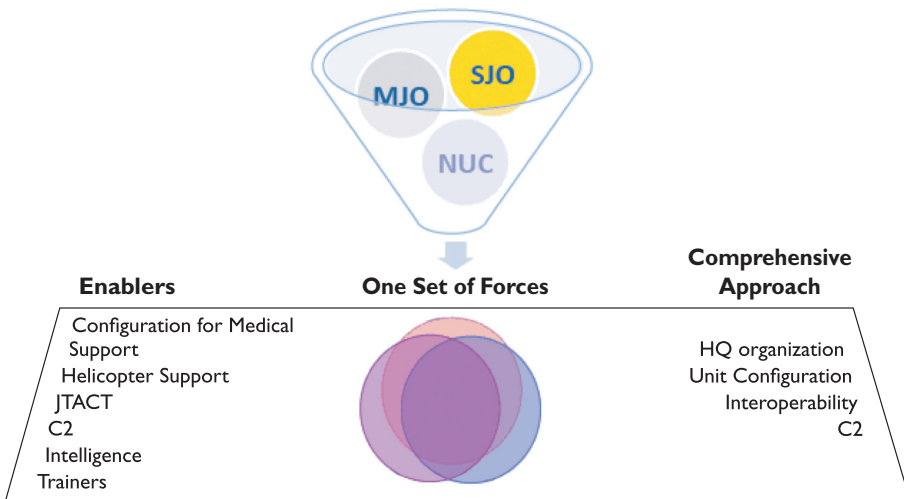 SJO
MJO
NUC
Enablers
One Set of Forces
Comprehensive
Approach
Configuration for Medical
Support
Helicopter Support
JTACT
C2
Intelligence
Trainers
HQ organization
Unit Configuration
Interoperability
C2